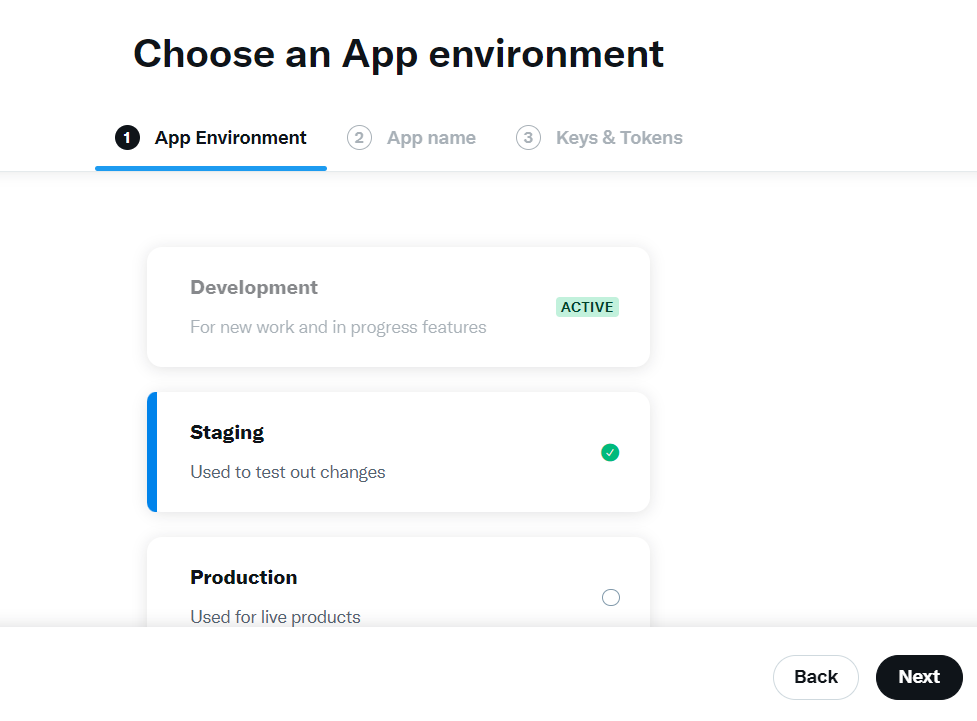 Choose an App environment
1 App Environment 2 App name 3 Keys & Tokens
Development
ACTIVE
For new work and in progress features
Staging
Used to test out changes
Production
Used for live products
Back Next